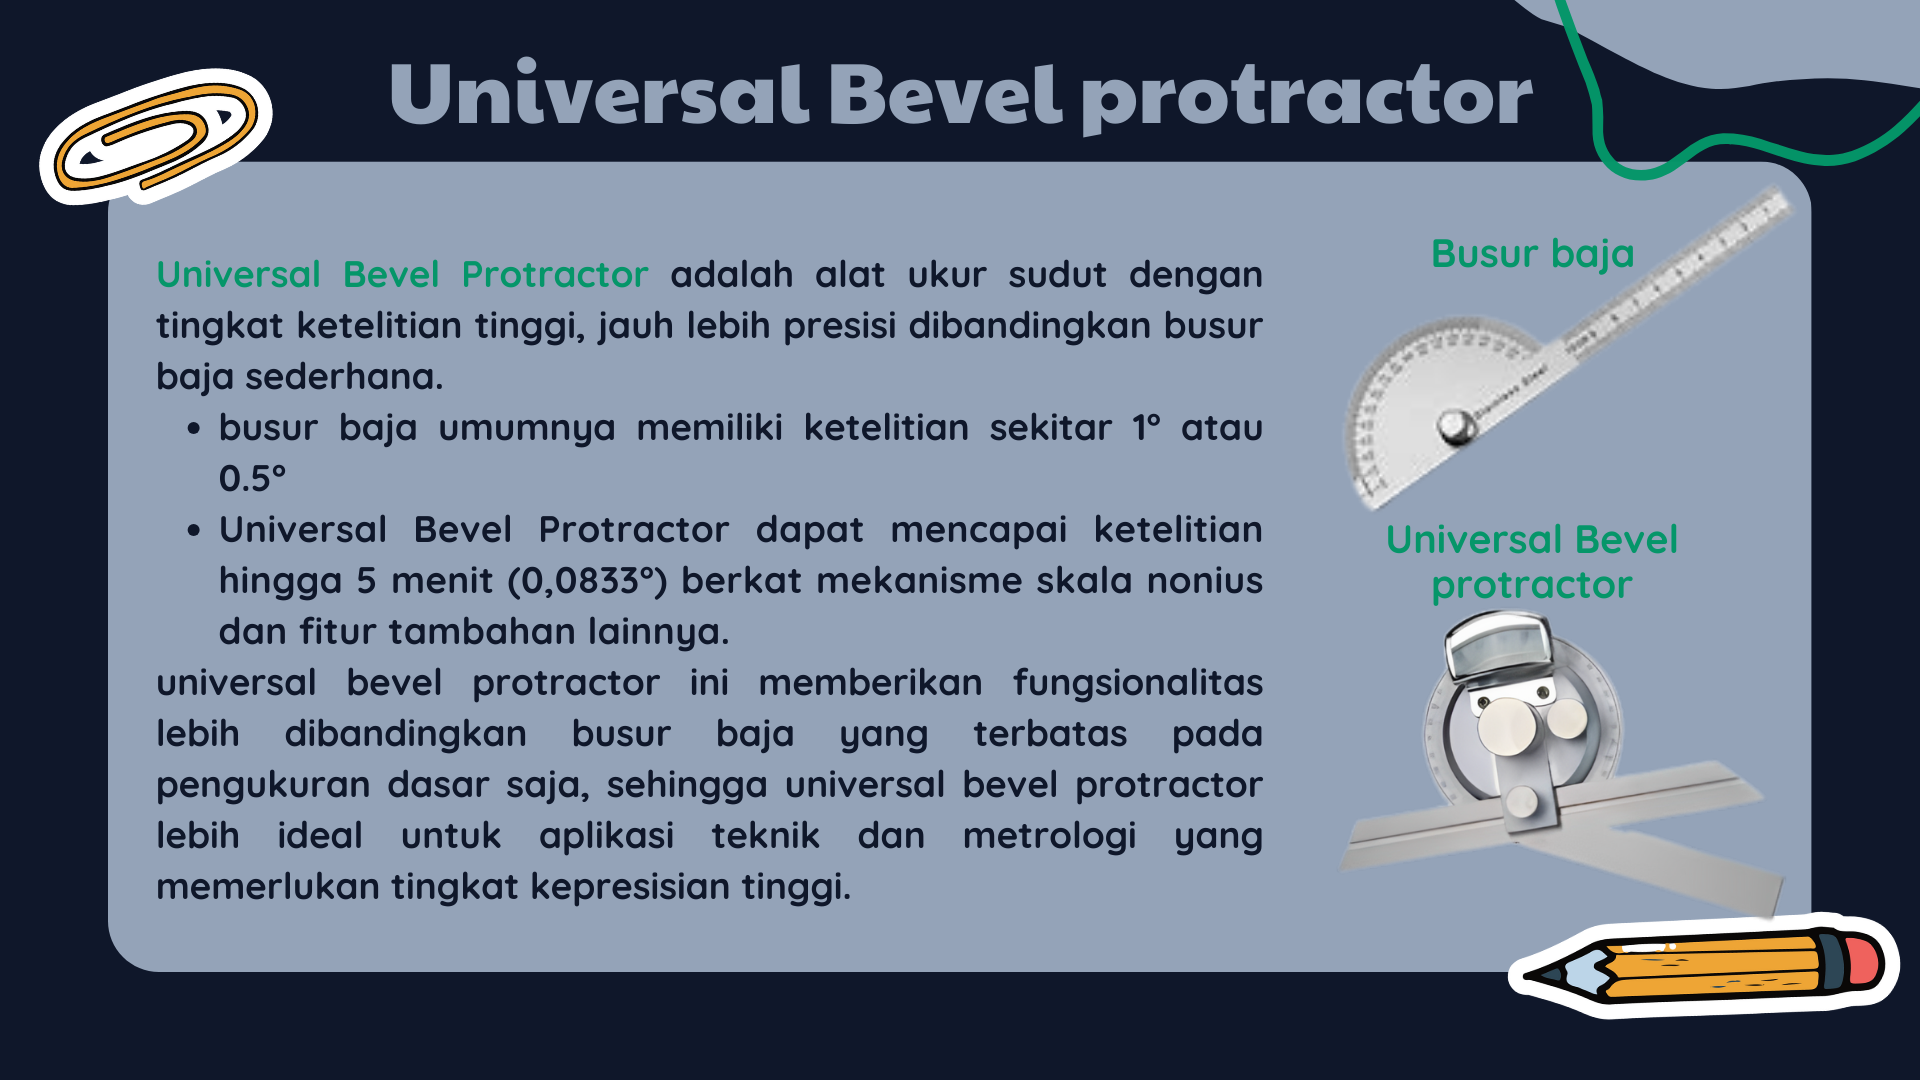 Universal Bevel protractor
Universal Bevel Protractor adalah alat ukur sudut dengan
tingkat ketelitian tinggi, jauh lebih presisi dibandingkan busur
baja sederhana.
• busur baja umumnya memiliki ketelitian sekitar 1° atau
0.5°
• Universal Bevel Protractor dapat mencapai ketelitian
hingga 5 menit (0,0833°) berkat mekanisme skala nonius
dan fitur tambahan lainnya.
universal bevel protractor ini memberikan fungsionalitas
lebih dibandingkan busur baja yang terbatas pada
pengukuran dasar saja, sehingga universal bevel protractor
lebih ideal untuk aplikasi teknik dan metrologi yang
memerlukan tingkat kepresisian tinggi.
Busur baja
Stainless Steel
Universal Bevel
protractor